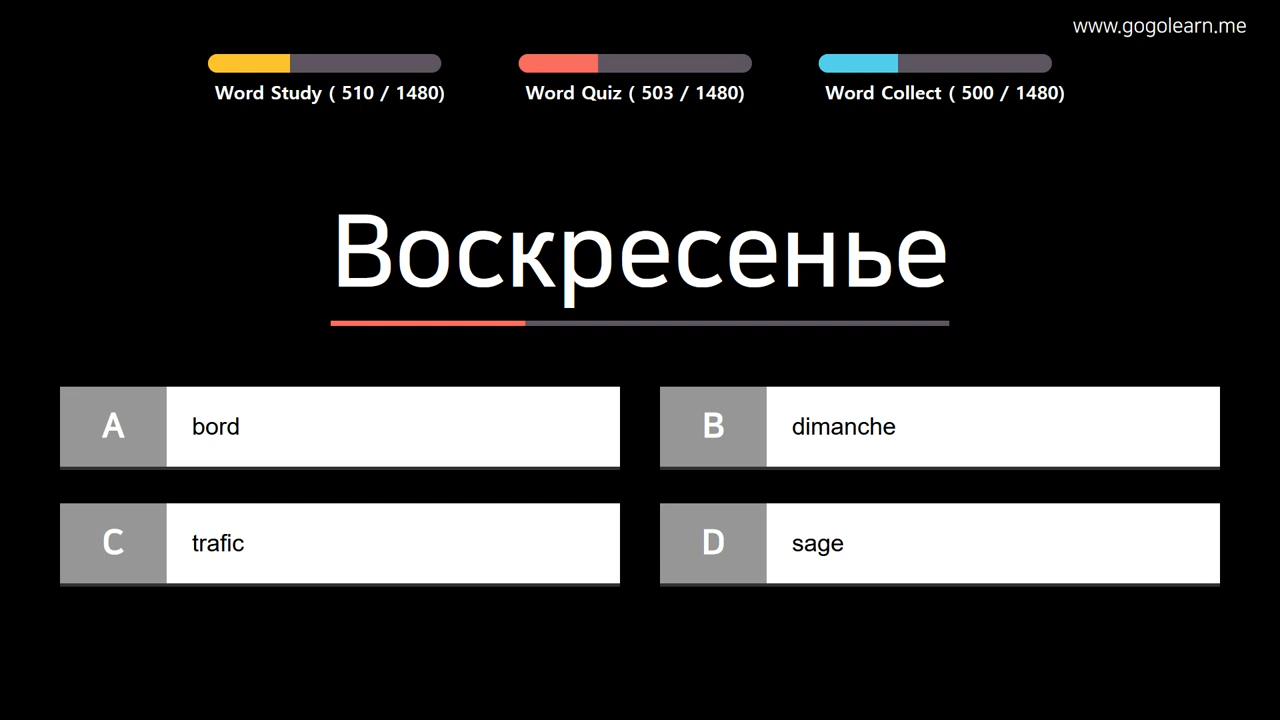 www.gogolearn.me
Word Study ( 510 / 1480)
Word Quiz ( 503 / 1480)
Word Collect ( 500 / 1480)
Воскресенье
A bord
B dimanche
C trafic
D sage